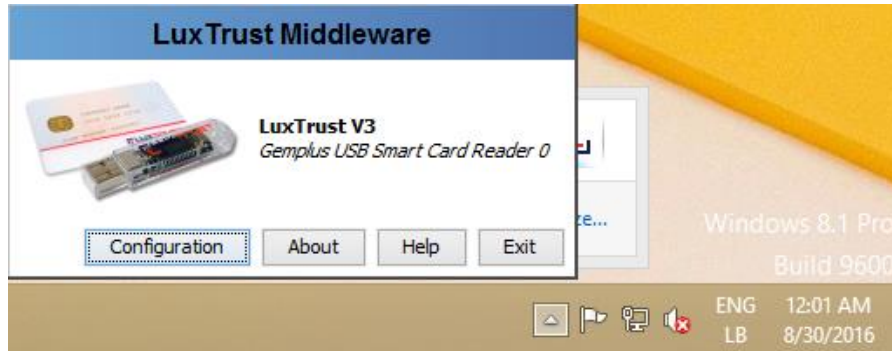 LuxTrust Middleware
LuxTrust V3
Gemplus USB Smart Card Reader 0
Configuration
About
Help
Exit
ze...
Windows 8.1 Pro
Build 9600
ENG
LB
12:01 AM
8/30/2016